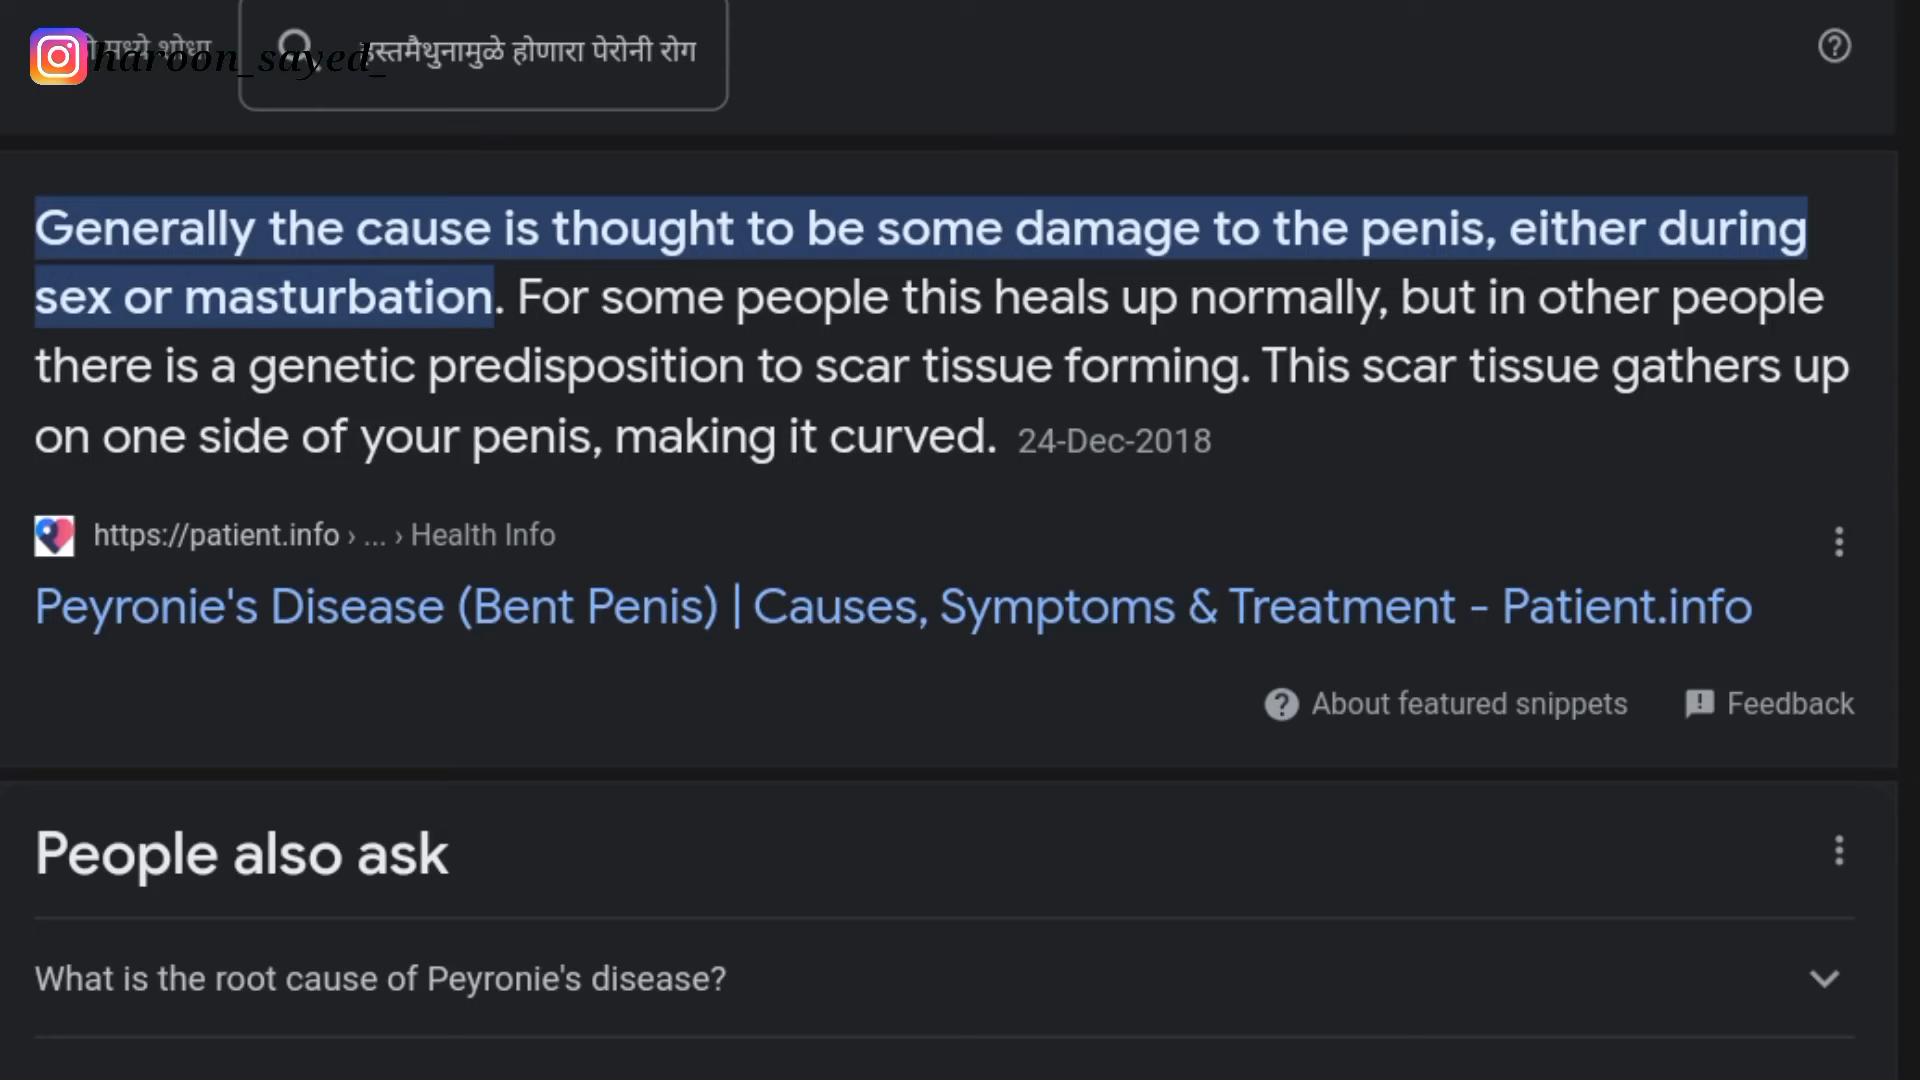 मध्ये शोधा
haroon_sayed_
हस्तमैथुनामुळे होणारा पेरोनी रोग
Generally the cause is thought to be some damage to the penis, either during
sex or masturbation. For some people this heals up normally, but in other people
there is a genetic predisposition to scar tissue forming. This scar tissue gathers up
on one side of your penis, making it curved. 24-Dec-2018
https://patient.info › ... › Health Info
Peyronie's Disease (Bent Penis) | Causes, Symptoms & Treatment - Patient.info
About featured snippets Feedback
People also ask
What is the root cause of Peyronie's disease?